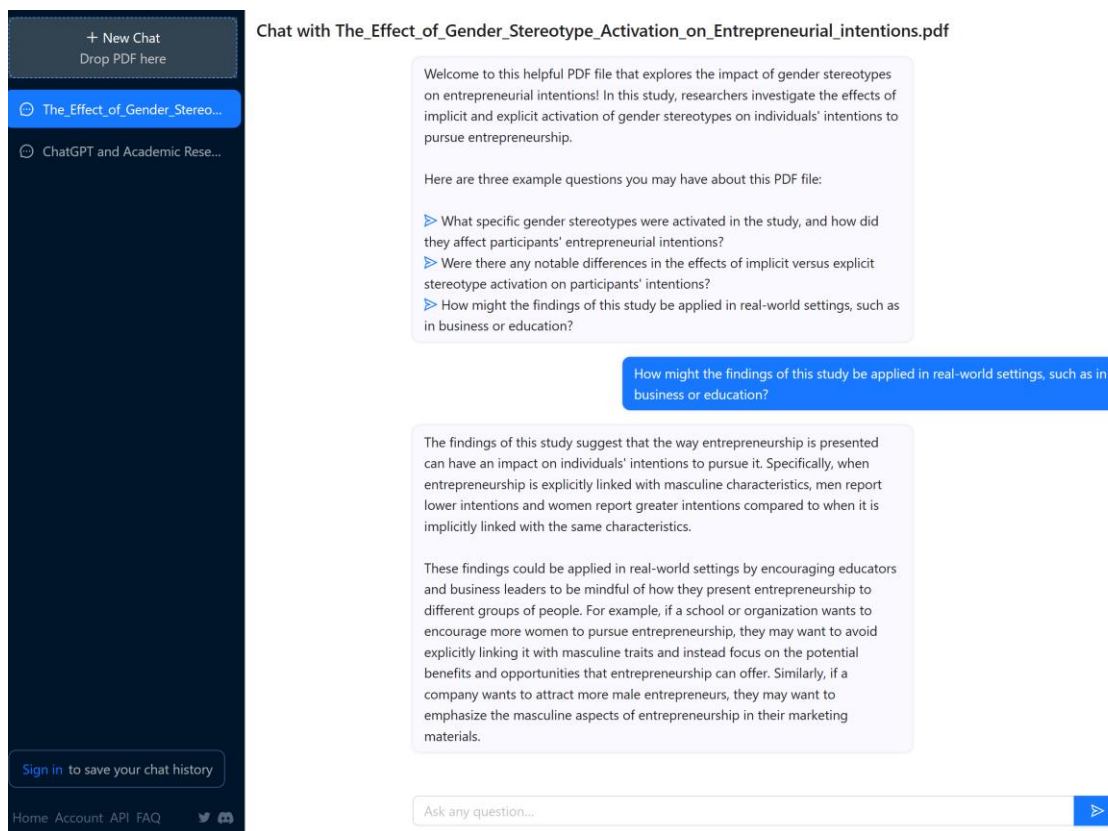 + New Chat
Drop PDF here
The_Effect_of_Gender_Stereo...
ChatGPT and Academic Rese...
Sign in to save your chat history
Home Account API FAQ
Chat with The_Effect_of_Gender_Stereotype_Activation_on_Entrepreneurial_intentions.pdf
Welcome to this helpful PDF file that explores the impact of gender stereotypes
on entrepreneurial intentions! In this study, researchers investigate the effects of
implicit and explicit activation of gender stereotypes on individuals' intentions to
pursue entrepreneurship.
Here are three example questions you may have about this PDF file:
What specific gender stereotypes were activated in the study, and how did
they affect participants' entrepreneurial intentions?
Were there any notable differences in the effects of implicit versus explicit
stereotype activation on participants' intentions?
How might the findings of this study be applied in real-world settings, such as
in business or education?
How might the findings of this study be applied in real-world settings, such as in
business or education?
The findings of this study suggest that the way entrepreneurship is presented
can have an impact on individuals' intentions to pursue it. Specifically, when
entrepreneurship is explicitly linked with masculine characteristics, men report
lower intentions and women report greater intentions compared to when it is
implicitly linked with the same characteristics.
These findings could be applied in real-world settings by encouraging educators
and business leaders to be mindful of how they present entrepreneurship to
different groups of people. For example, if a school or organization wants to
encourage more women to pursue entrepreneurship, they may want to avoid
explicitly linking it with masculine traits and instead focus on the potential
benefits and opportunities that entrepreneurship can offer. Similarly, if a
company wants to attract more male entrepreneurs, they may want to
emphasize the masculine aspects of entrepreneurship in their marketing
materials.
Ask any question...